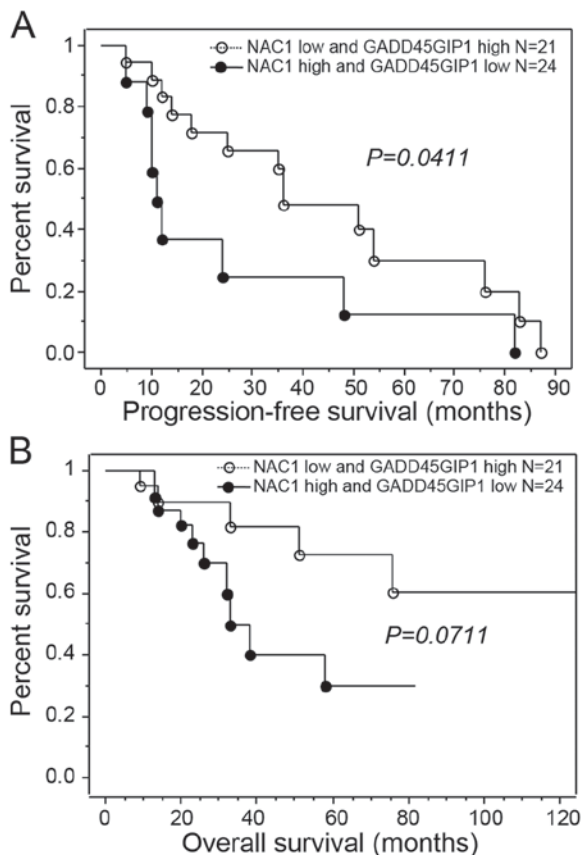 A
NAC1 low and GADD45GIP1 high N=21
NAC1 high and GADD45GIP1 low N=24
P=0.0411
Percent survival
1
0.8
0.6
0.4
0.2
0.0
0 10 20 30 40 50 60 70 80 90
Progression-free survival (months)
B
NAC1 low and GADD45GIP1 high N=21
NAC1 high and GADD45GIP1 low N=24
P=0.0711
Percent survival
1
0.8
0.6
0.4
0.2
0.0
0 20 40 60 80 100 120
Overall survival (months)